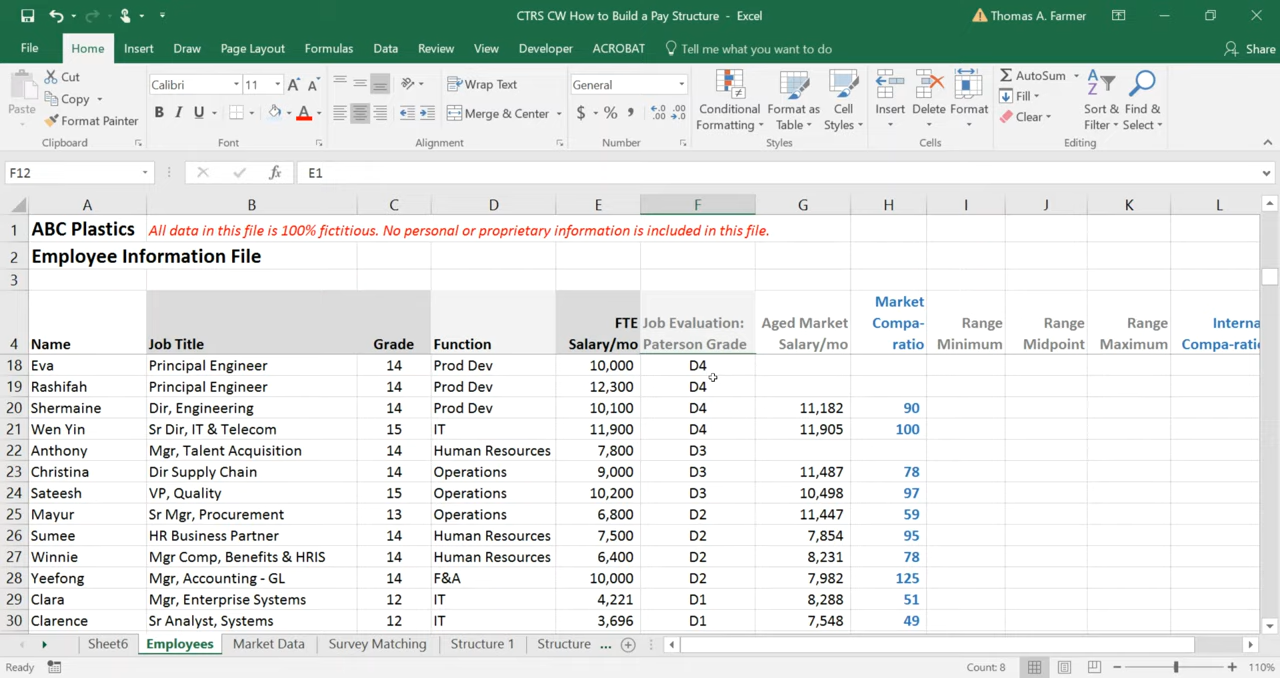 CTRS CW How to Build a Pay Structure - Excel
Thomas A. Farmer
File Home Insert Draw Page Layout Formulas Data Review View Developer ACROBAT Tell me what you want to do Share
Paste Cut Copy Format Painter Clipboard
Calibri 11 A A B I U A Font
Wrap Text Merge & Center Alignment
General $ % , .0 .00 .00 .0 Number
Conditional Formatting Format as Table Cell Styles Styles
Insert Delete Format Cells
AutoSum Fill Clear Sort & Filter Find & Select Editing
F12 fx E1
A B C D E F G H I J K L
1 ABC Plastics All data in this file is 100% fictitious. No personal or proprietary information is included in this file.
2 Employee Information File
3
4 Name Job Title Grade Function FTE Salary/mo Job Evaluation: Paterson Grade Aged Market Salary/mo Market Compa-ratio Range Minimum Range Midpoint Range Maximum Interna Compa-rati
18 Eva Principal Engineer 14 Prod Dev 10,000 D4
19 Rashifah Principal Engineer 14 Prod Dev 12,300 D4
20 Shermaine Dir, Engineering 14 Prod Dev 10,100 D4 11,182 90
21 Wen Yin Sr Dir, IT & Telecom 15 IT 11,900 D4 11,905 100
22 Anthony Mgr, Talent Acquisition 14 Human Resources 7,800 D3
23 Christina Dir Supply Chain 14 Operations 9,000 D3 11,487 78
24 Sateesh VP, Quality 15 Operations 10,200 D3 10,498 97
25 Mayur Sr Mgr, Procurement 13 Operations 6,800 D2 11,447 59
26 Sumee HR Business Partner 14 Human Resources 7,500 D2 7,854 95
27 Winnie Mgr Comp, Benefits & HRIS 14 Human Resources 6,400 D2 8,231 78
28 Yeefong Mgr, Accounting - GL 14 F&A 10,000 D2 7,982 125
29 Clara Mgr, Enterprise Systems 12 IT 4,221 D1 8,288 51
30 Clarence Sr Analyst, Systems 12 IT 3,696 D1 7,548 49
Sheet6 Employees Market Data Survey Matching Structure 1 Structure ...
Ready Count: 8 110%